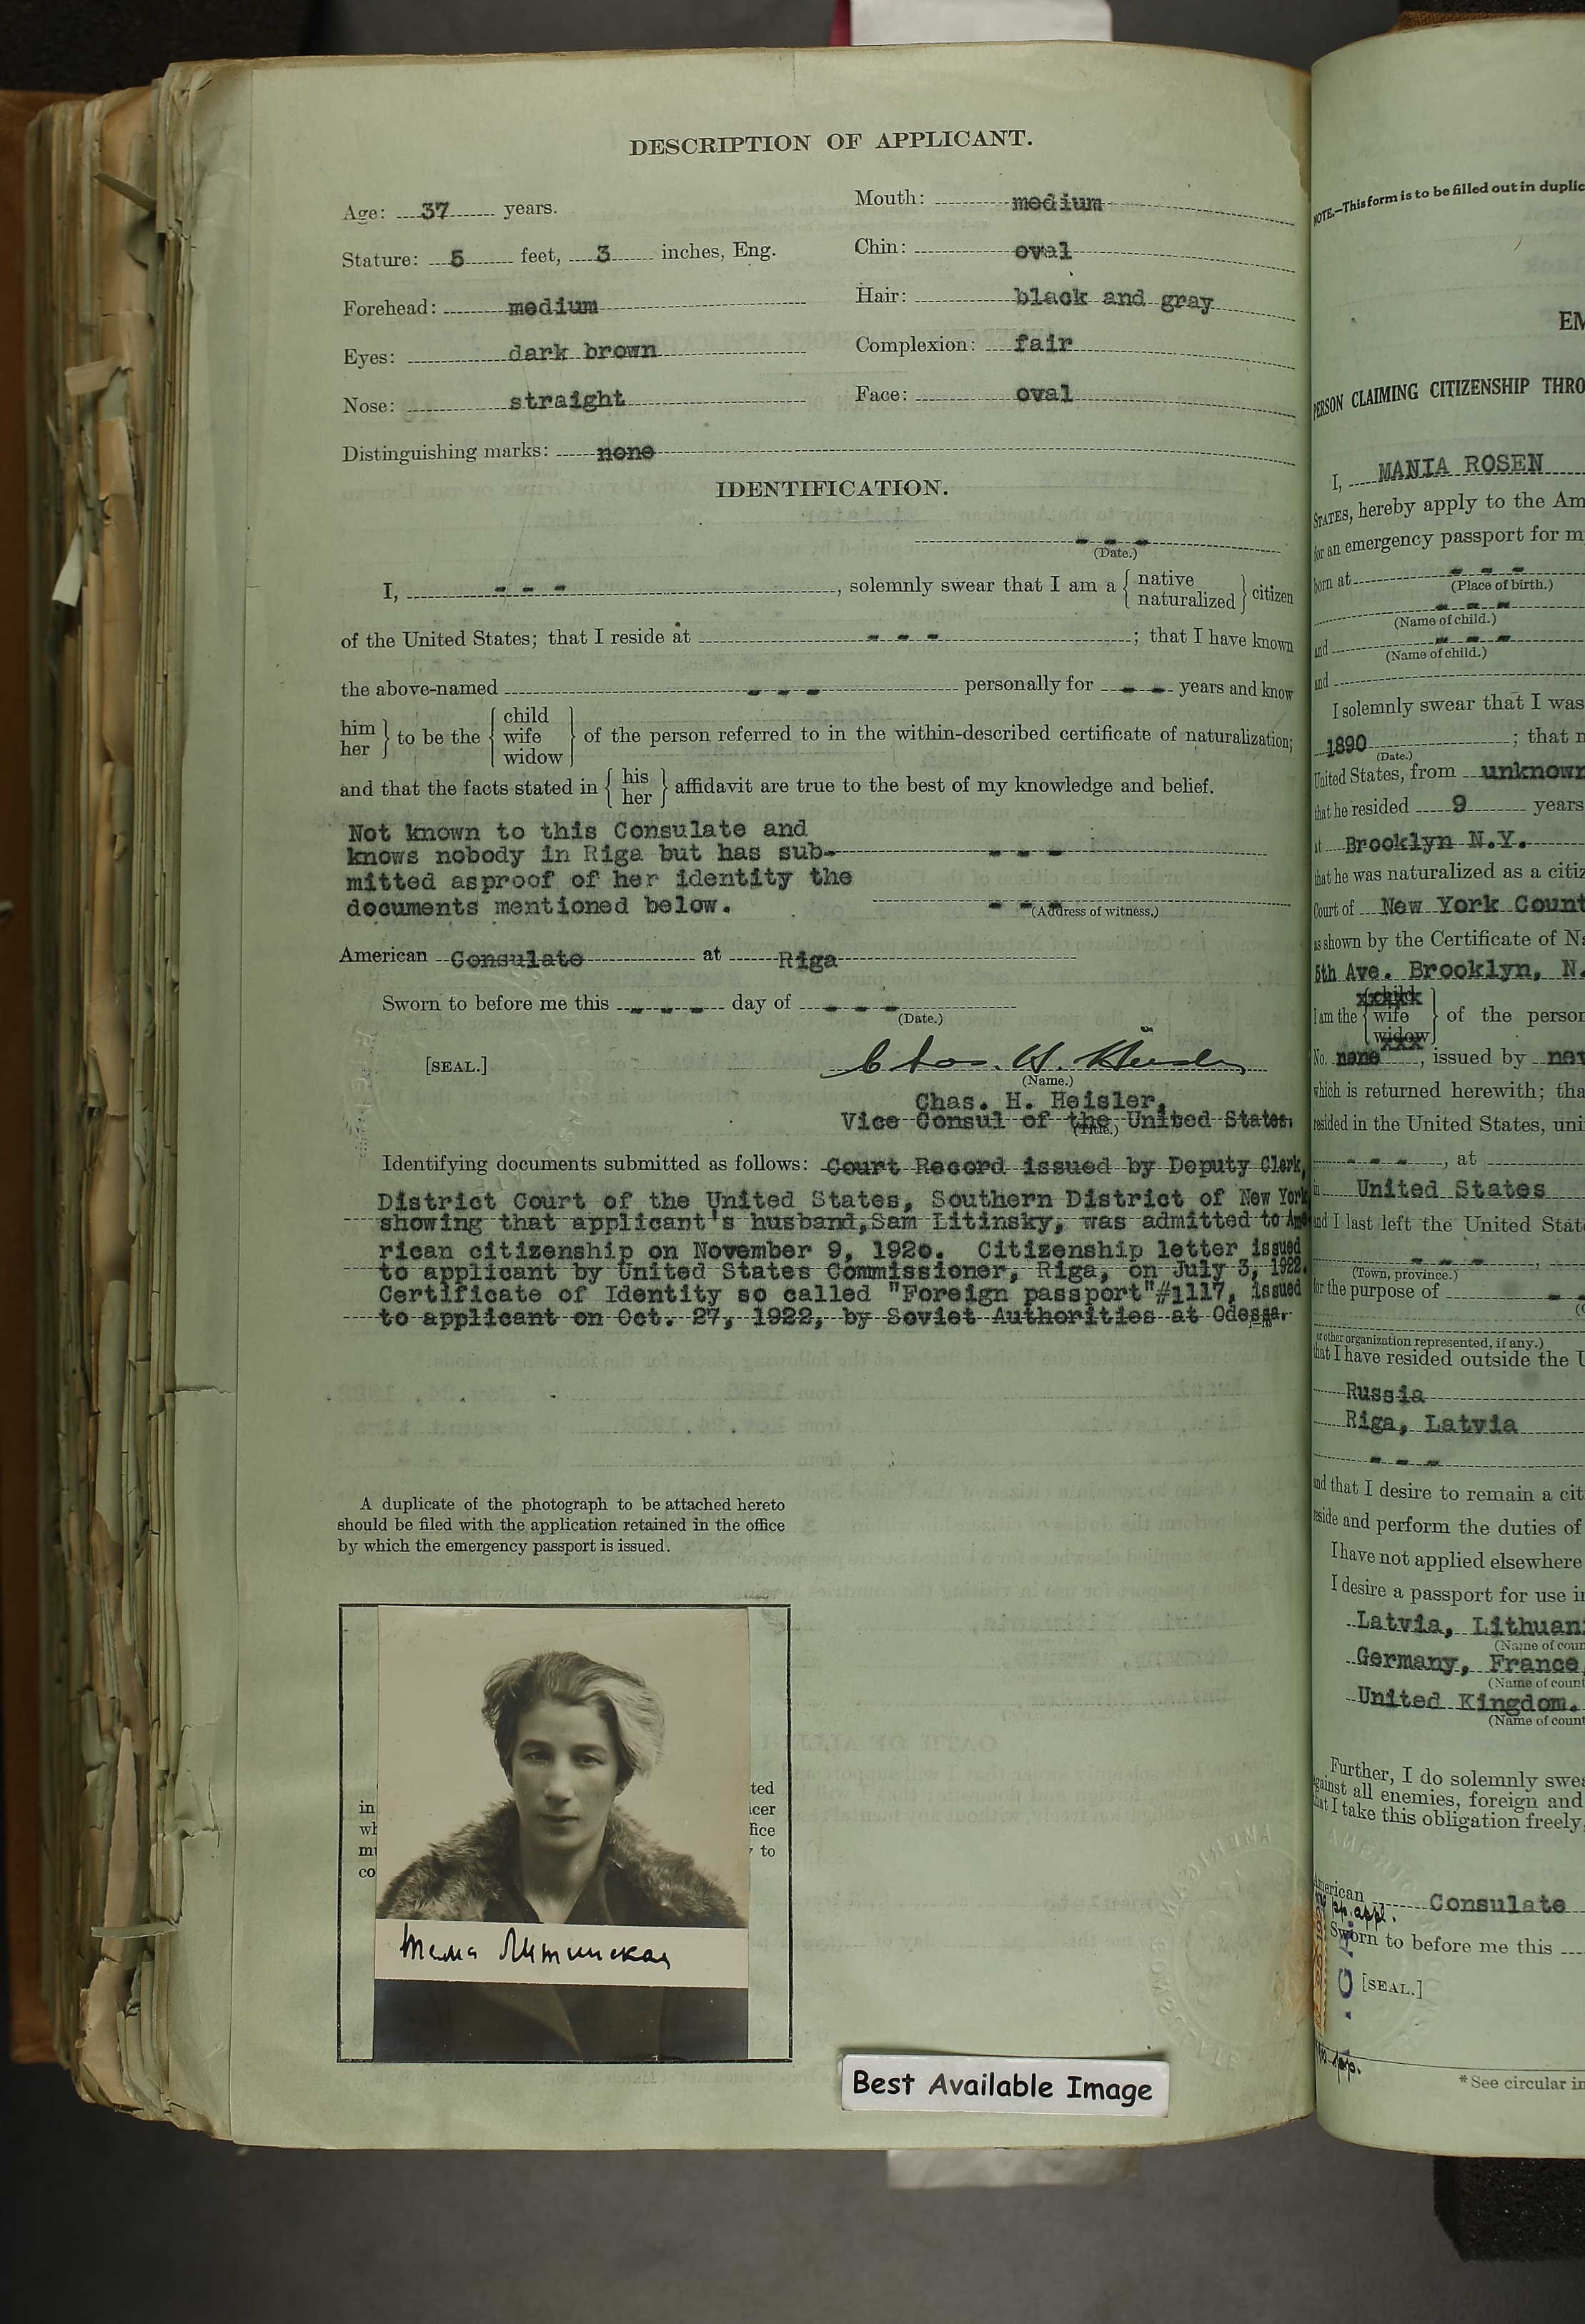 DESCRIPTION OF APPLICANT.
Age: 37 years.
Stature: 5 feet, 3 inches, Eng.
Forehead: medium
Eyes: dark brown
Nose: straight
Distinguishing marks: none
Mouth: medium
Chin: oval
Hair: black and gray
Complexion: fair
Face: oval
IDENTIFICATION.
- - -
(Date.)
I, - - -, solemnly swear that I am a { native naturalized } citizen
of the United States; that I reside at - - -; that I have known
the above-named - - - personally for - - years and know
him her } to be the { child wife widow } of the person referred to in the within-described certificate of naturalization;
and that the facts stated in { his her } affidavit are true to the best of my knowledge and belief.
Not known to this Consulate and
knows nobody in Riga but has sub- - - -
mitted asproof of her identity the
documents mentioned below. - -
(Address of witness.)
American Consulate at Riga
Sworn to before me this - - - day of - - -
(Date.)
[SEAL.]
Chas. H. Heisler
(Name.)
Chas. H. Heisler,
Vice Consul of the United States.
(Title.)
Identifying documents submitted as follows: Court Record issued by Deputy Clerk,
District Court of the United States, Southern District of New York
showing that applicant's husband, Sam Litinsky, was admitted to Ame
rican citizenship on November 9, 1920. Citizenship letter issued
to applicant by United States Commissioner, Riga, on July 3, 1922.
Certificate of Identity so called "Foreign passport"#1117, issued
to applicant on Oct. 27, 1922, by Soviet Authorities at Odessa.
A duplicate of the photograph to be attached hereto
should be filed with the application retained in the office
by which the emergency passport is issued.
ted
in icer
wh fice
mu to
co
Литинская
Best Available Image
NOTE.—This form is to be filled out in duplic
EM
PERSON CLAIMING CITIZENSHIP THRO
I, MANIA ROSEN
STATES, hereby apply to the Am
for an emergency passport for m
born at - - -
(Place of birth.)
- - -
(Name of child.)
and - - -
(Name of child.)
and
I solemnly swear that I was
1890; that
(Date.)
United States, from unknown
that he resided 9 years
at Brooklyn N.Y.
that he was naturalized as a citiz
Court of New York Count
as shown by the Certificate of N
5th Ave. Brooklyn, N.
I am the { child wife widow } of the person
No. none, issued by
which is returned herewith; tha
resided in the United States, uni
- - -, at
in United States
and I last left the United Stat
- - -,
(Town, province.)
for the purpose of - -
or other organization represented, if any.)
that I have resided outside the U
Russia
Riga, Latvia
- - -
and that I desire to remain a cit
reside and perform the duties of
I have not applied elsewhere
I desire a passport for use i
Latvia, Lithuan
(Name of coun
Germany, France
(Name of count
United Kingdom.
(Name of count
Further, I do solemnly swe
against all enemies, foreign and
that I take this obligation freely,
American Consulate
pp. appl.
Sworn to before me this
[SEAL.]
*See circular in